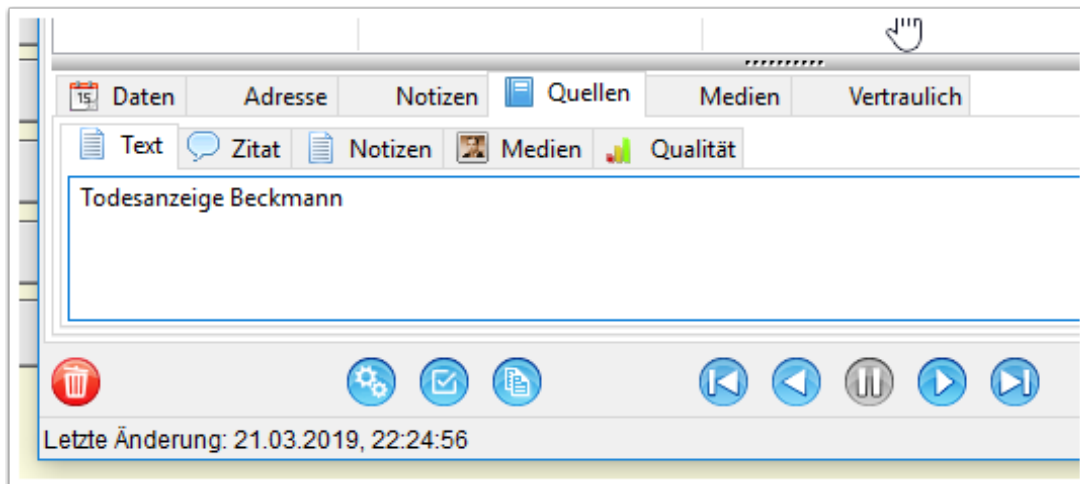 15 Daten Adresse Notizen Quellen Medien Vertraulich
Text Zitat Notizen Medien Qualität
Todesanzeige Beckmann
Letzte Änderung: 21.03.2019, 22:24:56